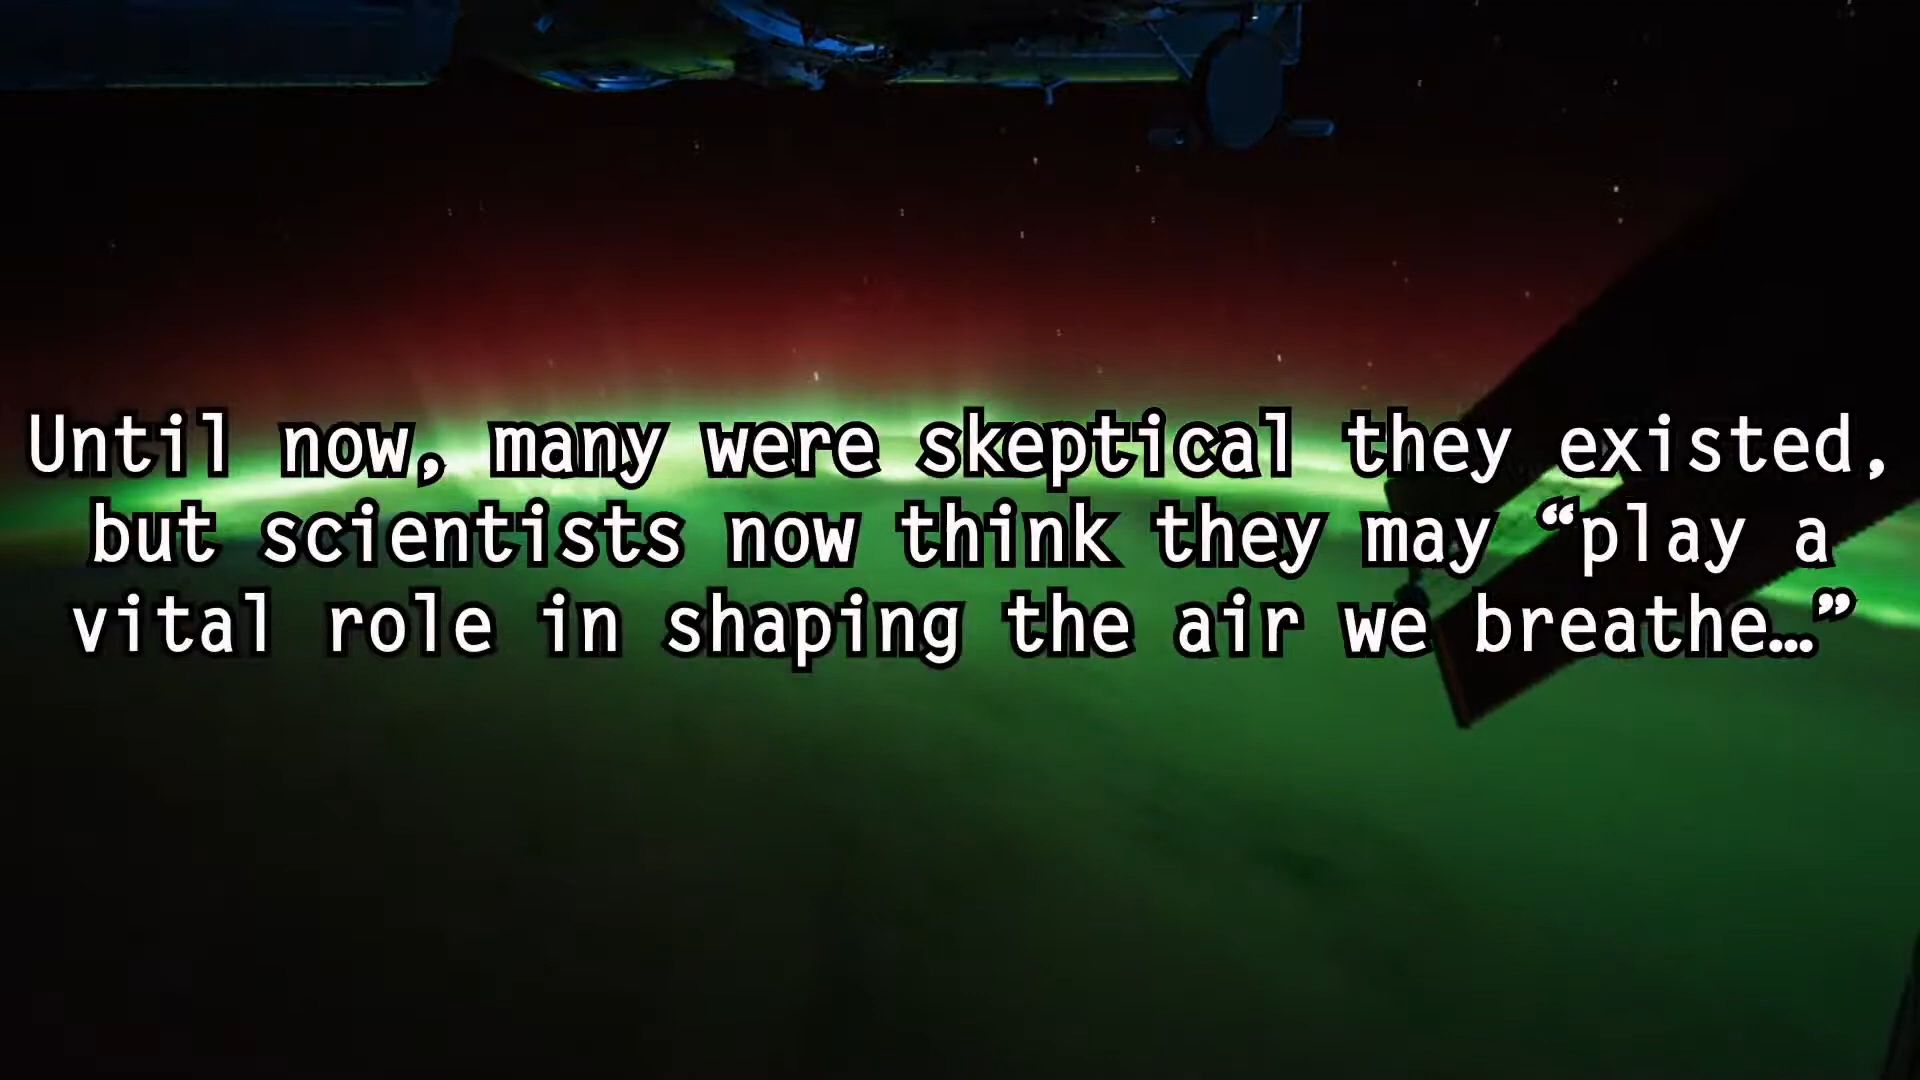 Until now, many were skeptical they existed,
but scientists now think they may “play a
vital role in shaping the air we breathe…”